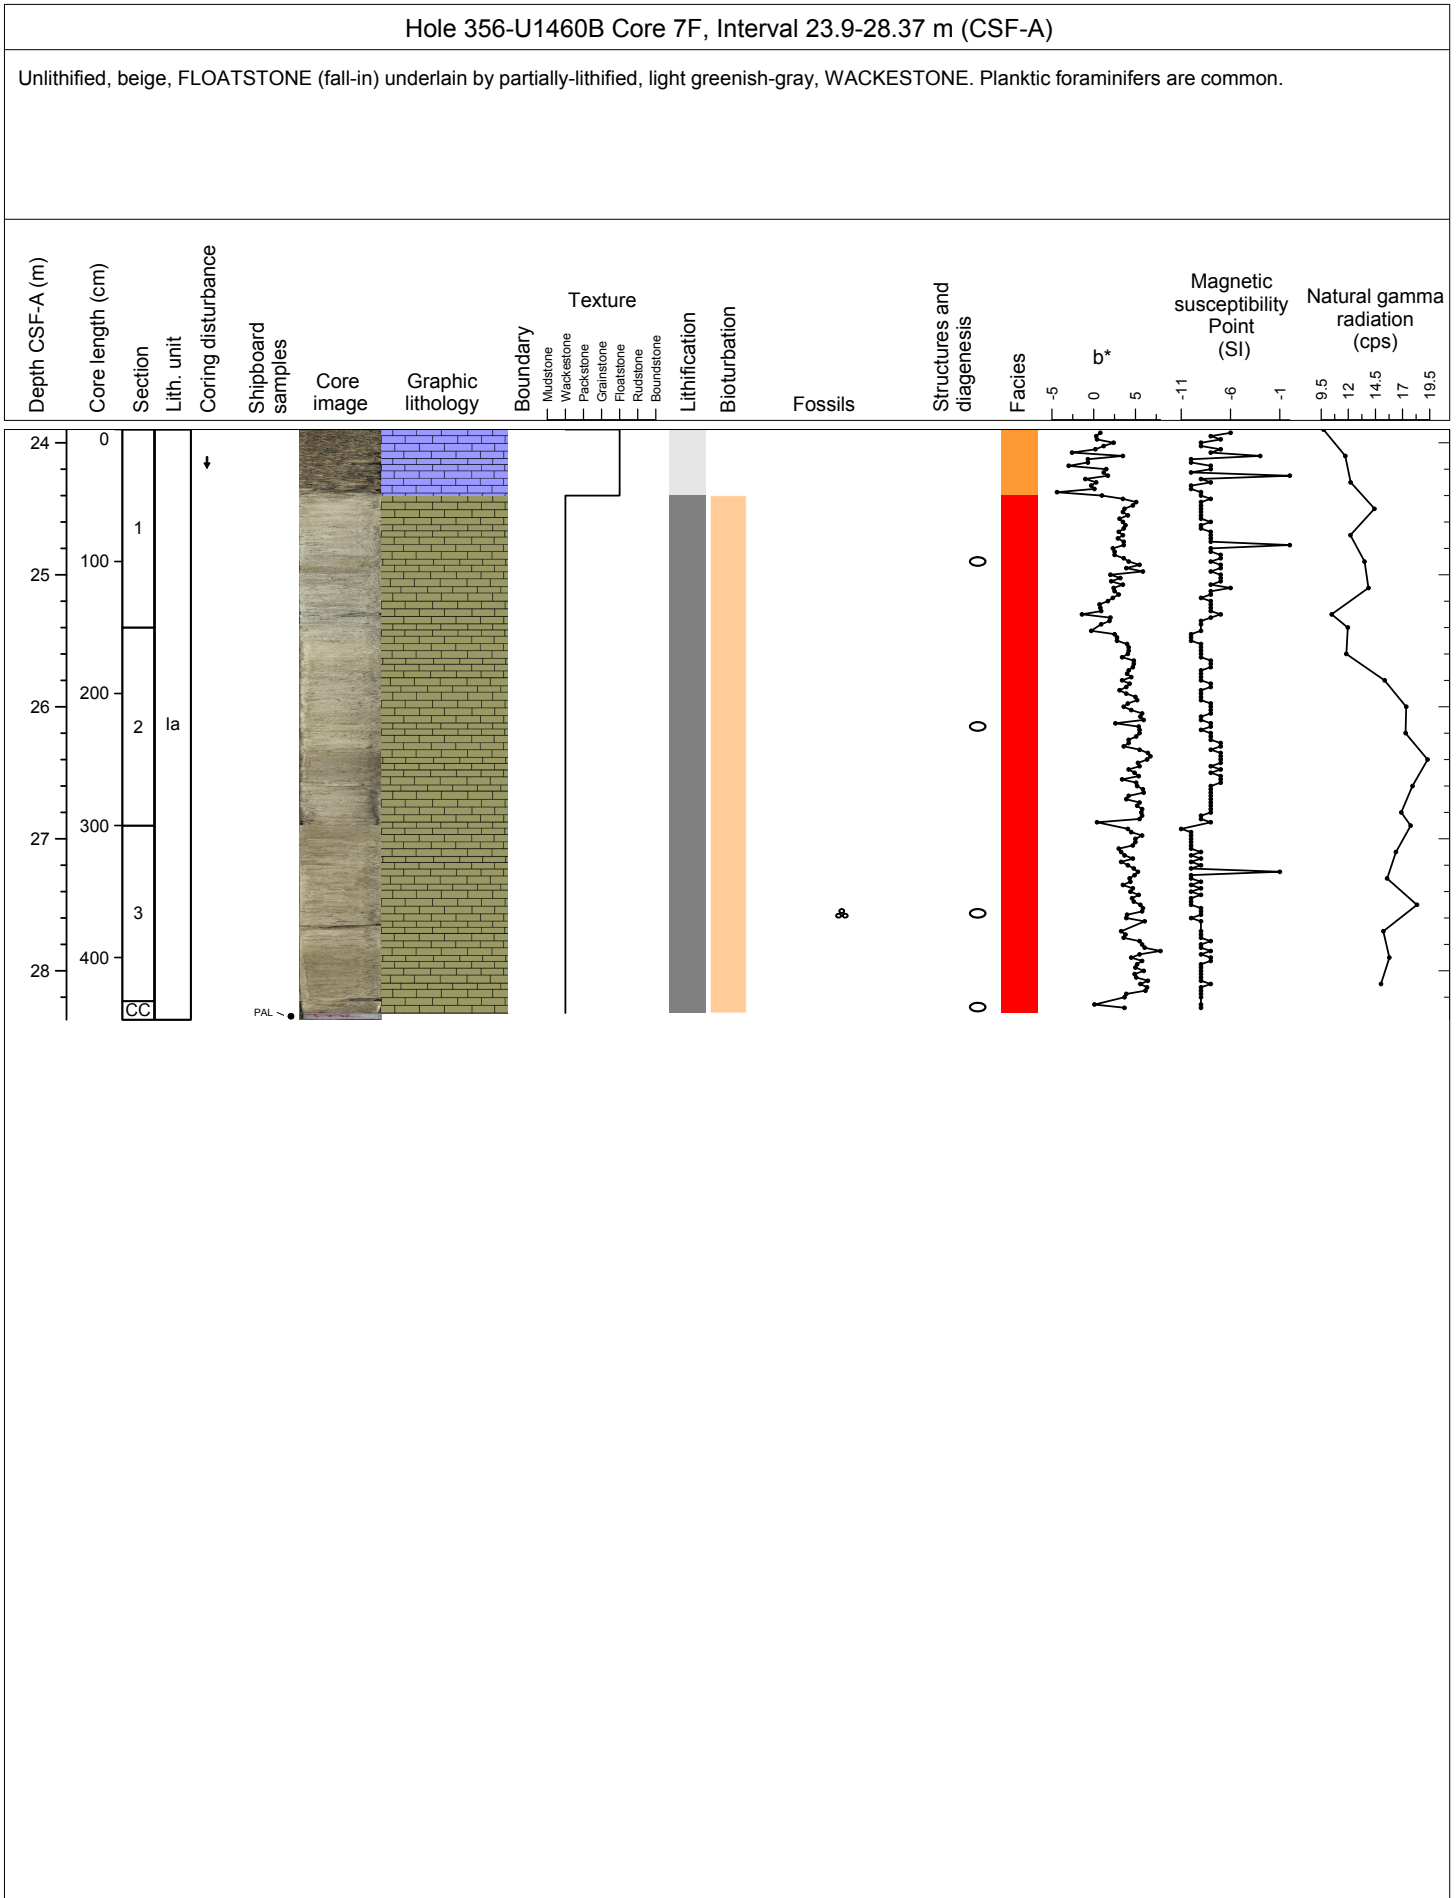 Hole 356-U1460B Core 7F, Interval 23.9-28.37 m (CSF-A)
Unlithified, beige, FLOATSTONE (fall-in) underlain by partially-lithified, light greenish-gray, WACKESTONE. Planktic foraminifers are common.
Depth CSF-A (m)
Core length (cm)
Section
Lith. unit
Coring disturbance
Shipboard
samples
Core
image
Graphic
lithology
Boundary
Texture
Mudstone
Wackestone
Packstone
Grainstone
Floatstone
Rudstone
Boundstone
Lithification
Bioturbation
Fossils
Structures and
diagenesis
Facies
b*
-5
0
5
Magnetic
susceptibility
Point
(SI)
-11
-6
-1
Natural gamma
radiation
(cps)
9.5
12
14.5
17
19.5
24
25
26
27
28
0
100
200
300
400
1
2
3
CC
Ia
PAL